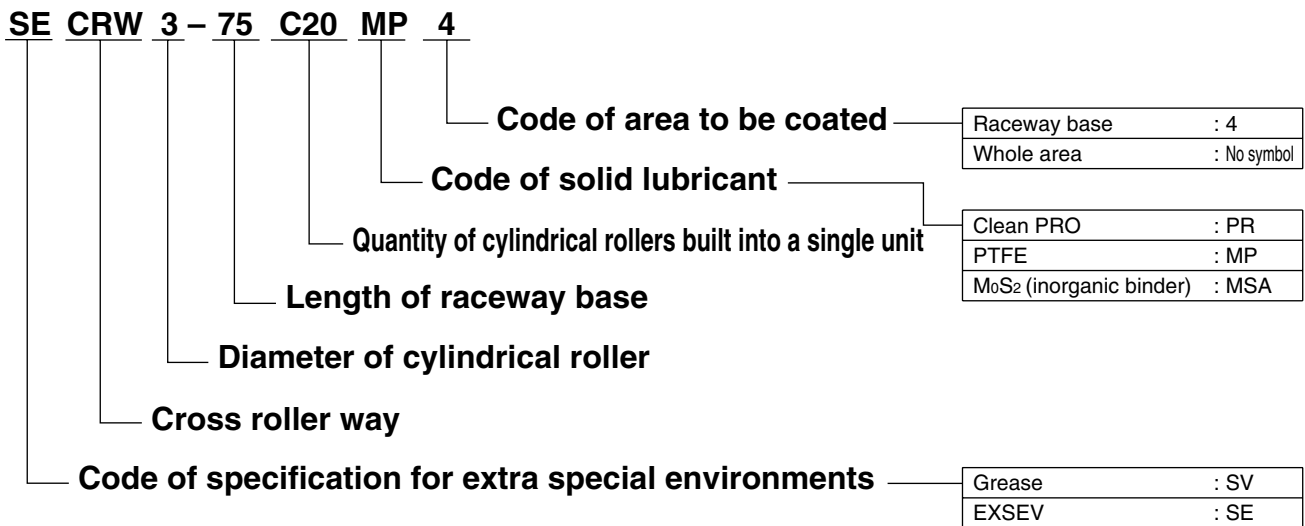 SE CRW 3 – 75 C20 MP 4
Code of area to be coated
Raceway base : 4
Whole area : No symbol
Code of solid lubricant
Clean PRO : PR
PTFE : MP
MoS2 (inorganic binder) : MSA
Quantity of cylindrical rollers built into a single unit
Length of raceway base
Diameter of cylindrical roller
Cross roller way
Code of specification for extra special environments
Grease : SV
EXSEV : SE